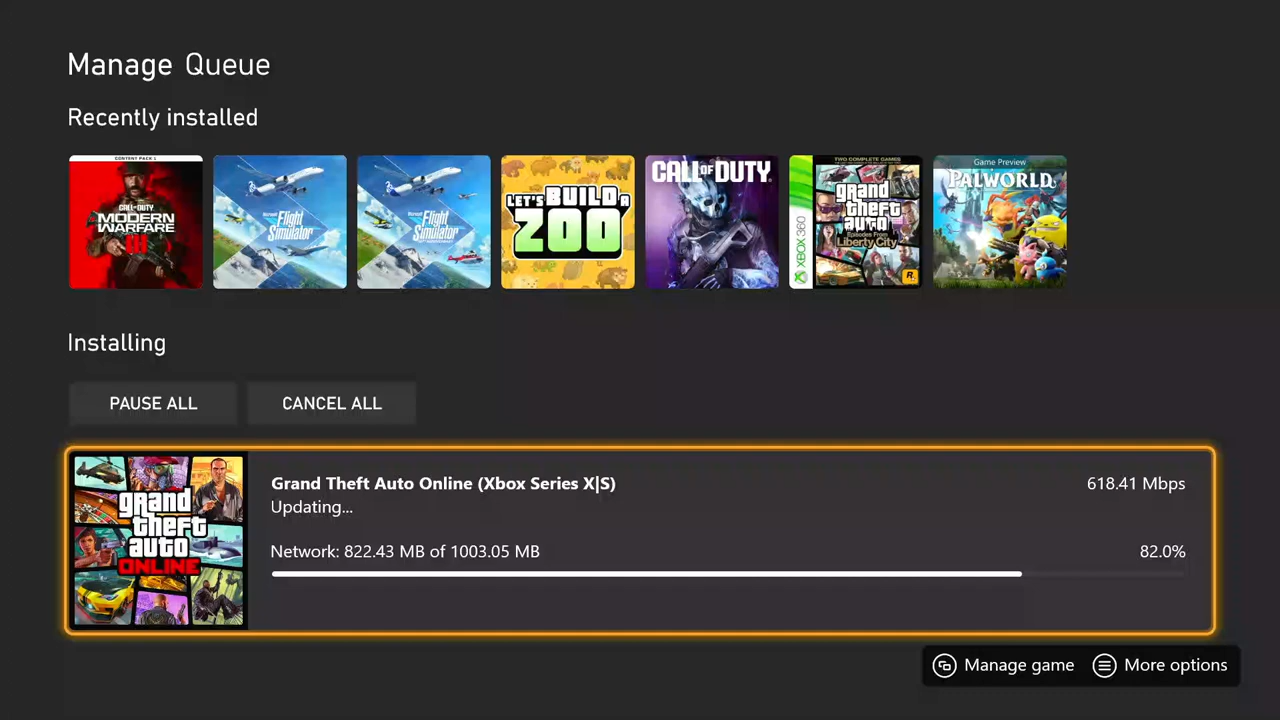 Manage Queue
Recently installed
CONTENT PACK 1
CALL OF DUTY
MODERN
WARFARE
III
Microsoft
Flight
Simulator
Microsoft
Flight
Simulator
LET'S BUILD A
ZOO
CALL OF DUTY
XBOX 360
TWO COMPLETE GAMES
grand
theft
auto
Episodes From
Liberty City
R
Game Preview
PALWORLD
Installing
PAUSE ALL
CANCEL ALL
grand
theft
auto
ONLINE
Grand Theft Auto Online (Xbox Series X|S)
618.41 Mbps
Updating...
Network: 822.43 MB of 1003.05 MB
82.0%
Manage game
More options